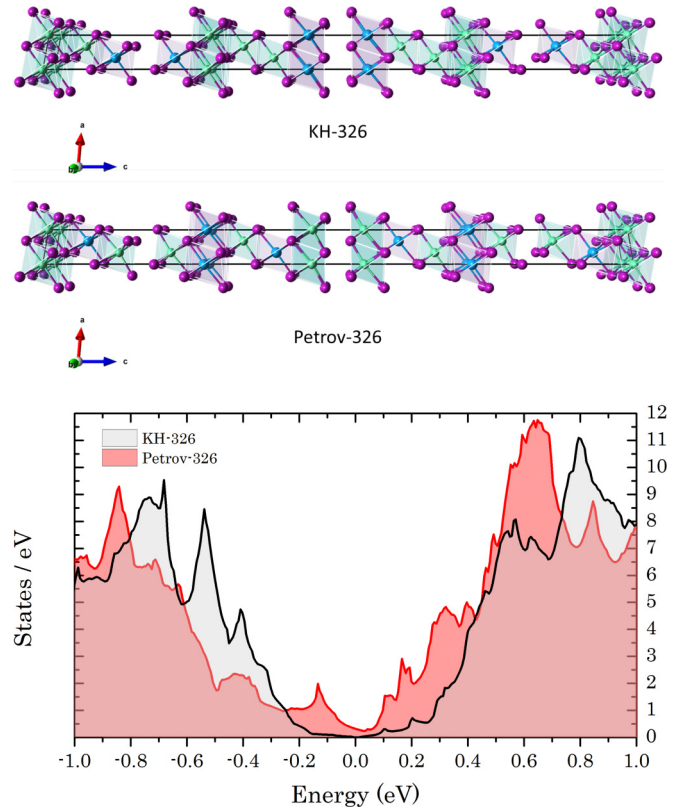 KH-326
a
b
c
Petrov-326
a
b
c
KH-326
Petrov-326
12
11
10
9
8
7
6
5
4
3
2
1
0
States / eV
-1.0 -0.8 -0.6 -0.4 -0.2 0.0 0.2 0.4 0.6 0.8 1.0
Energy (eV)